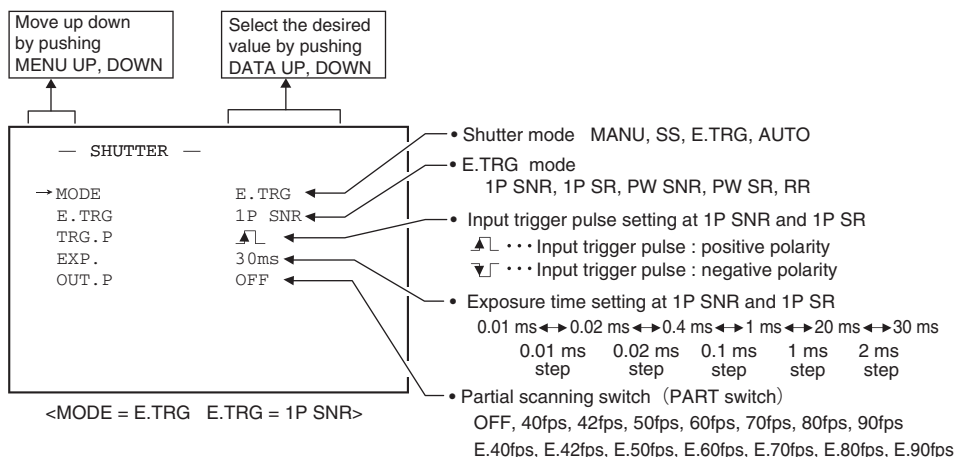 Move up down
by pushing
MENU UP, DOWN
Select the desired
value by pushing
DATA UP, DOWN
— SHUTTER —
→MODE E.TRG
E.TRG 1P SNR
TRG.P
EXP. 30ms
OUT.P OFF
<MODE = E.TRG E.TRG = 1P SNR>
• Shutter mode MANU, SS, E.TRG, AUTO
• E.TRG mode
1P SNR, 1P SR, PW SNR, PW SR, RR
• Input trigger pulse setting at 1P SNR and 1P SR
··· Input trigger pulse : positive polarity
··· Input trigger pulse : negative polarity
• Exposure time setting at 1P SNR and 1P SR
0.01 ms↔0.02 ms↔0.4 ms↔1 ms↔20 ms↔30 ms
0.01 ms 0.02 ms 0.1 ms 1 ms 2 ms
step step step step step
• Partial scanning switch (PART switch)
OFF, 40fps, 42fps, 50fps, 60fps, 70fps, 80fps, 90fps
E.40fps, E.42fps, E.50fps, E.60fps, E.70fps, E.80fps, E.90fps